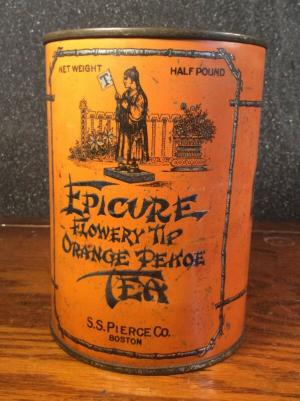 NET WEIGHT HALF POUND
EPICURE
FLOWERY TIP
ORANGE PEKOE
TEA
S.S. PIERCE CO.
BOSTON